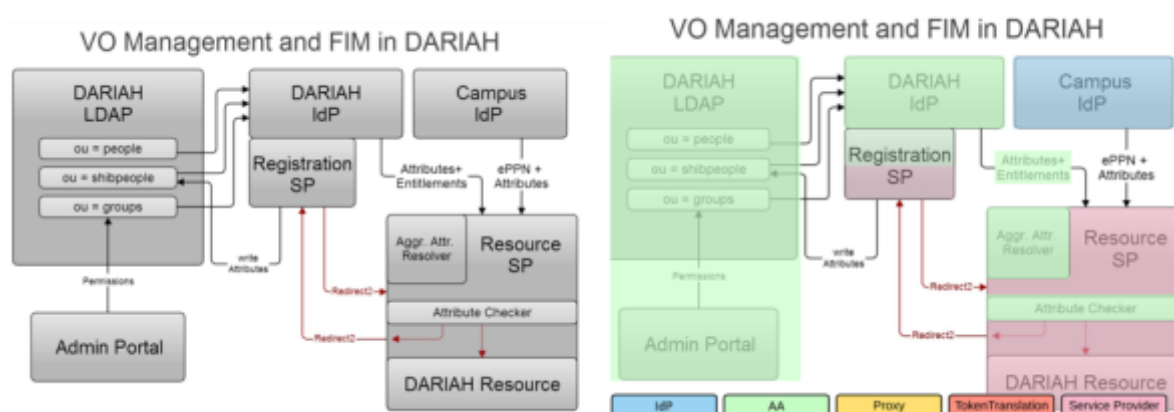 VO Management and FIM in DARIAH
DARIAH
LDAP
ou = people
ou = shibpeople
ou = groups
DARIAH
IdP
Campus
IdP
Registration
SP
Attributes+
Entitlements
ePPN +
Attributes
Aggr. Attr.
Resolver
Resource
SP
write
Attributes
Permissions
Redirect2
Redirect2
Attribute Checker
Admin Portal
DARIAH Resource
VO Management and FIM in DARIAH
DARIAH
LDAP
ou = people
ou = shibpeople
ou = groups
DARIAH
IdP
Campus
IdP
Registration
SP
Attributes+
Entitlements
ePPN +
Attributes
Aggr. Attr.
Resolver
Resource
SP
write
Attributes
Permissions
Redirect2
Redirect2
Attribute Checker
Admin Portal
DARIAH Resource
IdP
AA
Proxy
TokenTranslation
Service Provider